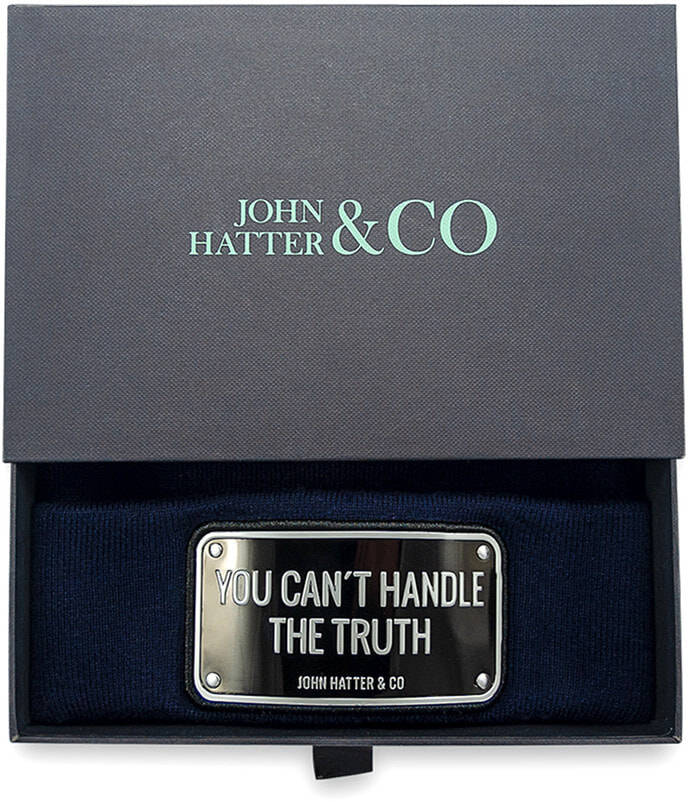 JOHN
HATTER &CO
YOU CAN´T HANDLE
THE TRUTH
JOHN HATTER & CO